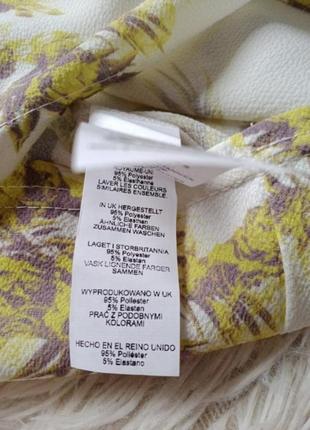 ROYAUME-UNI
95% Polyester
5% Elasthanne
LAVER LES COULEURS
SIMILAIRES ENSEMBLE.
IN UK HERGESTELLT
95% Polyester
5% Elasthan
ÄHNLICHE FARBEN
ZUSAMMEN WASCHEN
LAGET I STORBRITANNIA
95% Polyester
5% Elastan
VASK LIGNENDE FARGER
SAMMEN
WYPRODUKOWANO W UK
95% Poliester
5% Elastan
PRAĆ Z PODOBNYMI
KOLORAMI
HECHO EN EL REINO UNIDO
95% Poliéster
5% Elastano